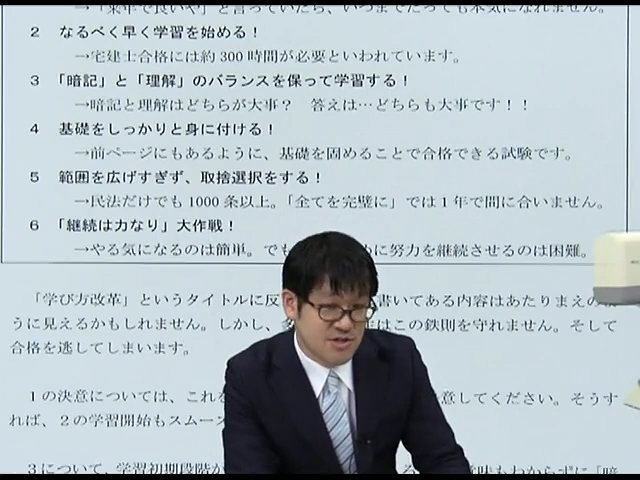 →「来年で良いや」と言っていたら、いつまでたっても本気になれません。
2 なるべく早く学習を始める！
→宅建士合格には約300時間が必要といわれています。
3 「暗記」と「理解」のバランスを保って学習する！
→暗記と理解はどちらが大事？ 答えは…どちらも大事です！！
4 基礎をしっかりと身に付ける！
→前ページにもあるように、基礎を固めることで合格できる試験です。
5 範囲を広げすぎず、取捨選択をする！
→民法だけでも1000条以上。「全てを完璧に」では1年で間に合いません。
6 「継続は力なり」大作戦！
→やる気になるのは簡単。でも に努力を継続させるのは困難。
「学び方改革」というタイトルに反 書いてある内容はあたりまえの
うに見えるかもしれません。しかし、多 はこの鉄則を守れません。そして
合格を逃してしまいます。
1の決意については、これを 意してください。そうす
れば、2の学習開始もスムーズ
3について、学習初期段階か 意味もわからずに「暗